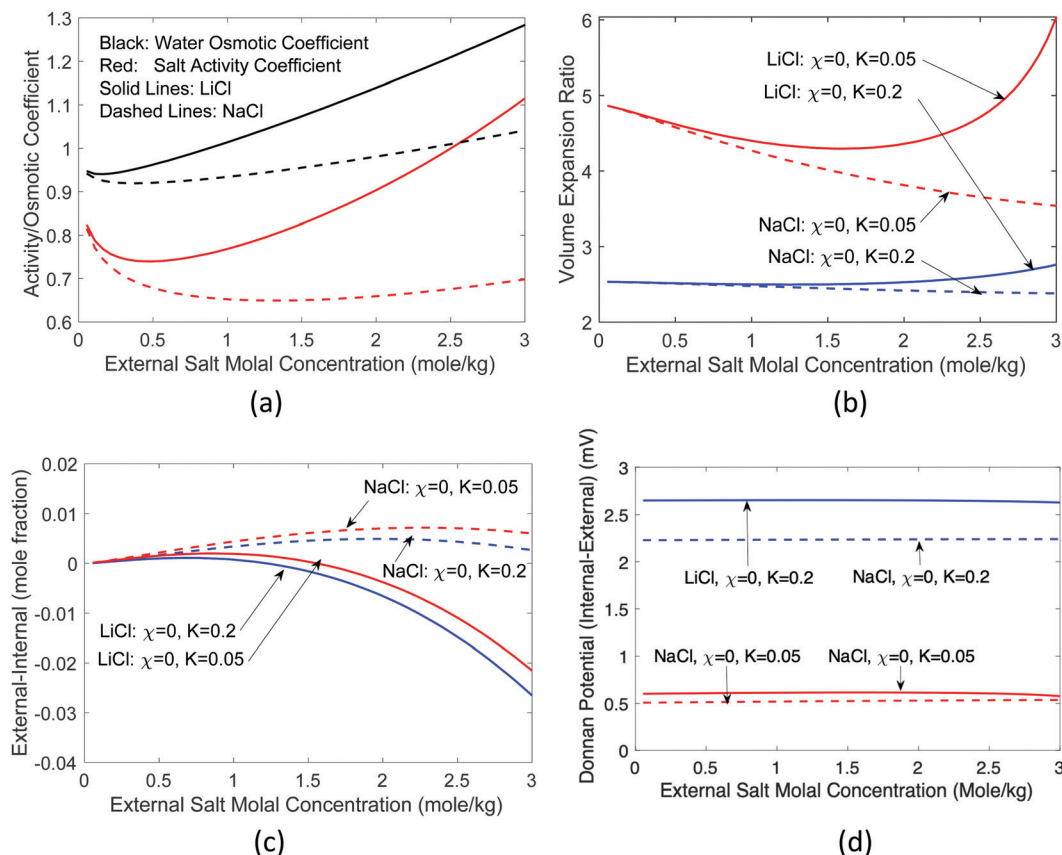 1.3
1.2
1.1
1
0.9
0.8
0.7
0.6
Activity/Osmotic Coefficient
Black: Water Osmotic Coefficient
Red: Salt Activity Coefficient
Solid Lines: LiCl
Dashed Lines: NaCl
0 0.5 1 1.5 2 2.5 3
External Salt Molal Concentration (mole/kg)
(a)
6
5
4
3
2
Volume Expansion Ratio
LiCl: χ=0, K=0.05
LiCl: χ=0, K=0.2
NaCl: χ=0, K=0.05
NaCl: χ=0, K=0.2
0 0.5 1 1.5 2 2.5 3
External Salt Molal Concentration (mole/kg)
(b)
0.02
0.01
0
-0.01
-0.02
-0.03
-0.04
External-Internal (mole fraction)
NaCl: χ=0, K=0.05
NaCl: χ=0, K=0.2
LiCl: χ=0, K=0.2
LiCl: χ=0, K=0.05
0 0.5 1 1.5 2 2.5 3
External Salt Molal Concentration (mole/kg)
(c)
3
2.5
2
1.5
1
0.5
0
Donnan Potential (Internal-External) (mV)
LiCl, χ=0, K=0.2
NaCl, χ=0, K=0.2
NaCl, χ=0, K=0.05
NaCl, χ=0, K=0.05
0 0.5 1 1.5 2 2.5 3
External Salt Molal Concentration (Mole/kg)
(d)